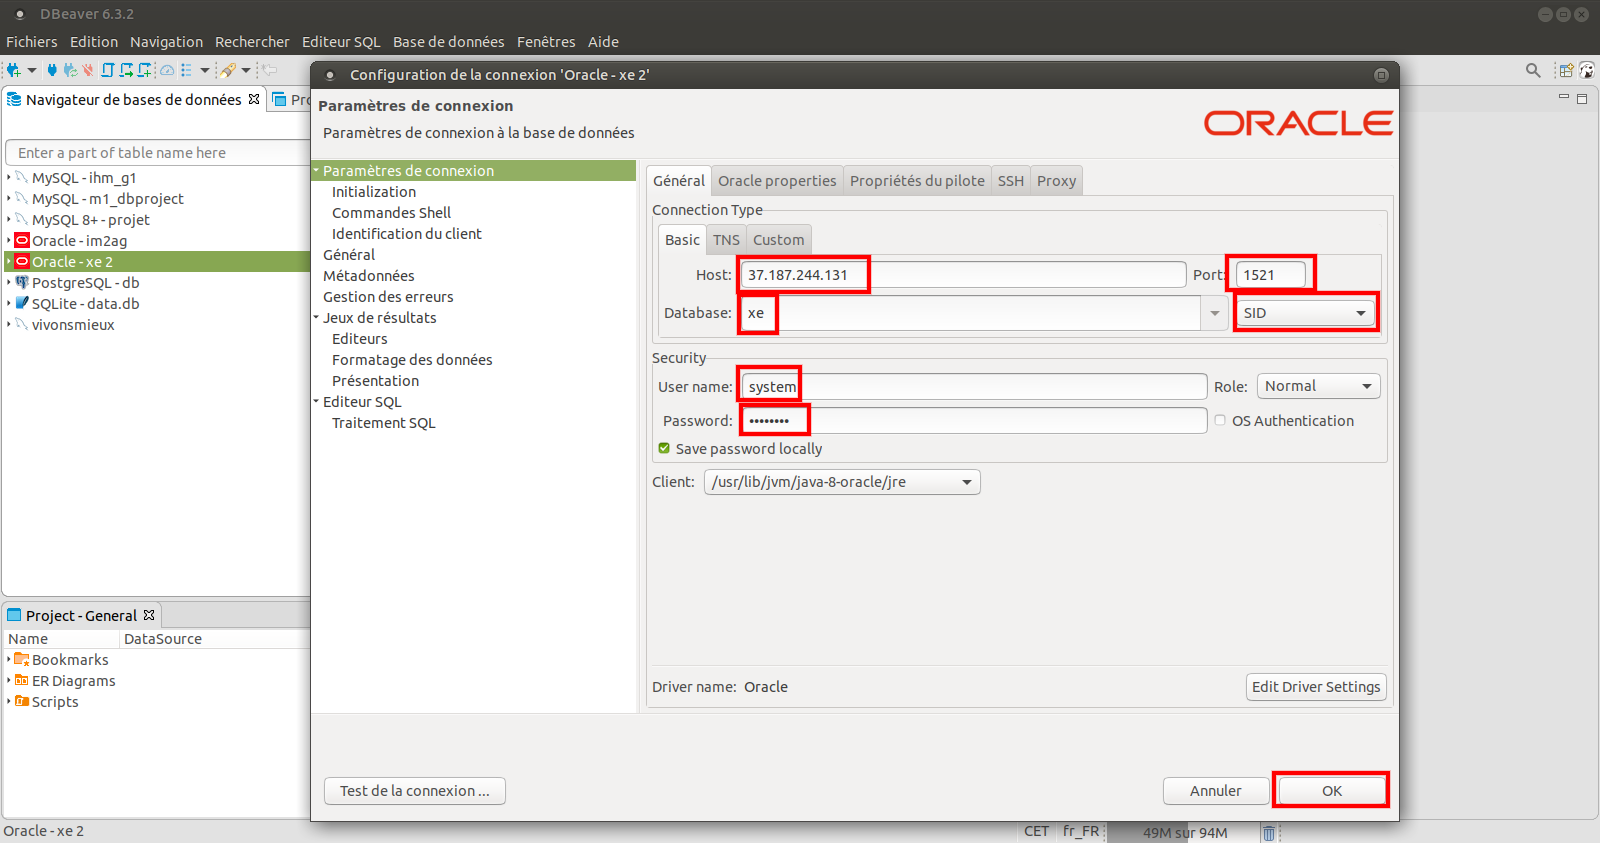 DBeaver 6.3.2
Fichiers Edition Navigation Rechercher Editeur SQL Base de données Fenêtres Aide
Navigateur de bases de données
Pro
Enter a part of table name here
MySQL - ihm_g1
MySQL - m1_dbproject
MySQL 8+ - projet
Oracle - im2ag
Oracle - xe 2
PostgreSQL - db
SQLite - data.db
vivonsmieux
Project - General
Name DataSource
Bookmarks
ER Diagrams
Scripts
Configuration de la connexion 'Oracle - xe 2'
Paramètres de connexion
Paramètres de connexion à la base de données
ORACLE
Paramètres de connexion
Initialization
Commandes Shell
Identification du client
Général
Métadonnées
Gestion des erreurs
Jeux de résultats
Editeurs
Formatage des données
Présentation
Editeur SQL
Traitement SQL
Général Oracle properties Propriétés du pilote SSH Proxy
Connection Type
Basic TNS Custom
Host: 37.187.244.131 Port: 1521
Database: xe SID
Security
User name: system Role: Normal
Password: •••••••• OS Authentication
Save password locally
Client: /usr/lib/jvm/java-8-oracle/jre
Driver name: Oracle Edit Driver Settings
Test de la connexion ... Annuler OK
Oracle - xe 2 CET fr_FR 49M sur 94M